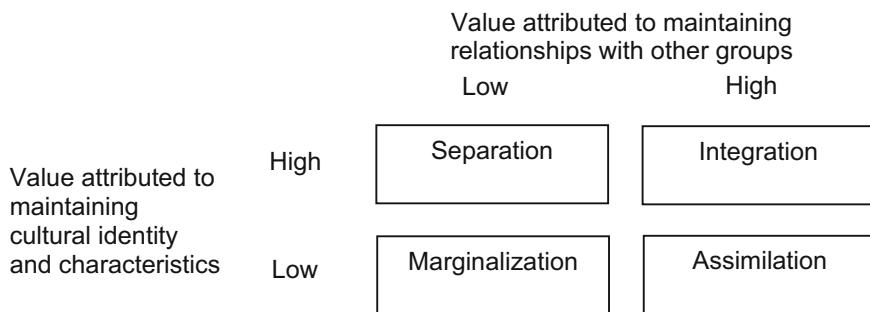 Value attributed to maintaining
relationships with other groups
Low High
High Separation Integration
Value attributed to
maintaining
cultural identity
and characteristics
Low Marginalization Assimilation